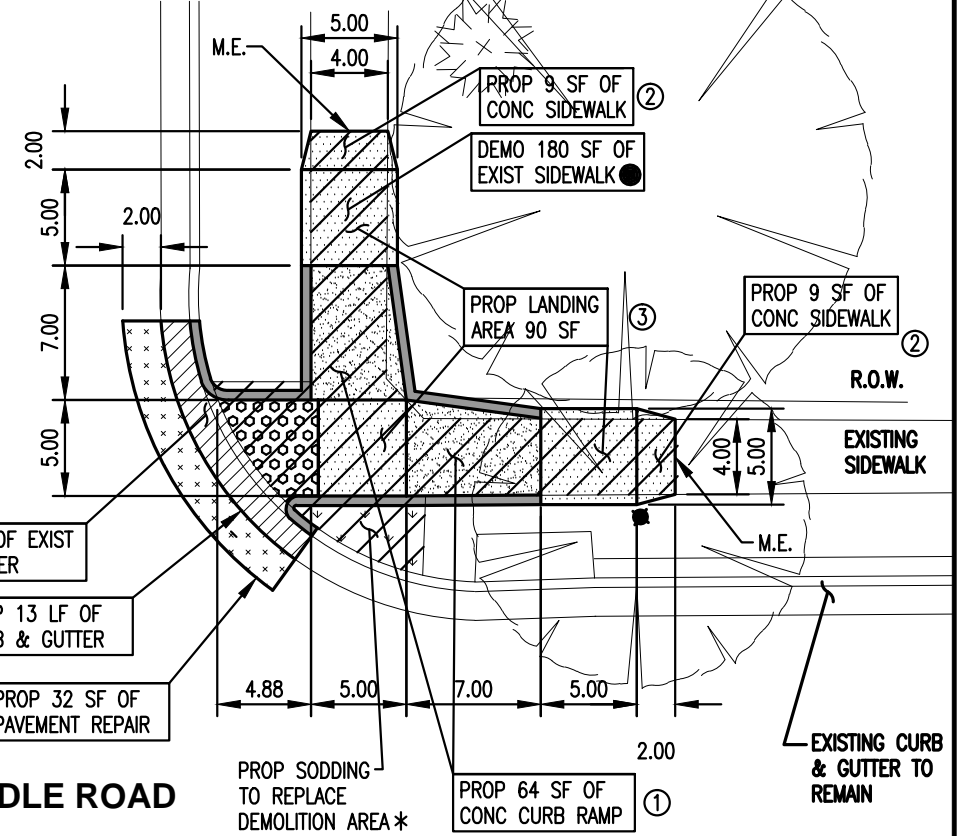 5.00
4.00
M.E.
PROP 9 SF OF
CONC SIDEWALK
2
DEMO 180 SF OF
EXIST SIDEWALK
2.00
5.00
2.00
7.00
5.00
PROP LANDING
AREA 90 SF
3
PROP 9 SF OF
CONC SIDEWALK
2
R.O.W.
EXISTING
SIDEWALK
4.00
5.00
M.E.
OF EXIST
ER
P 13 LF OF
B & GUTTER
PROP 32 SF OF
PAVEMENT REPAIR
4.88
5.00
7.00
5.00
2.00
DLE ROAD
PROP SODDING
TO REPLACE
DEMOLITION AREA *
PROP 64 SF OF
CONC CURB RAMP
1
EXISTING CURB
& GUTTER TO
REMAIN